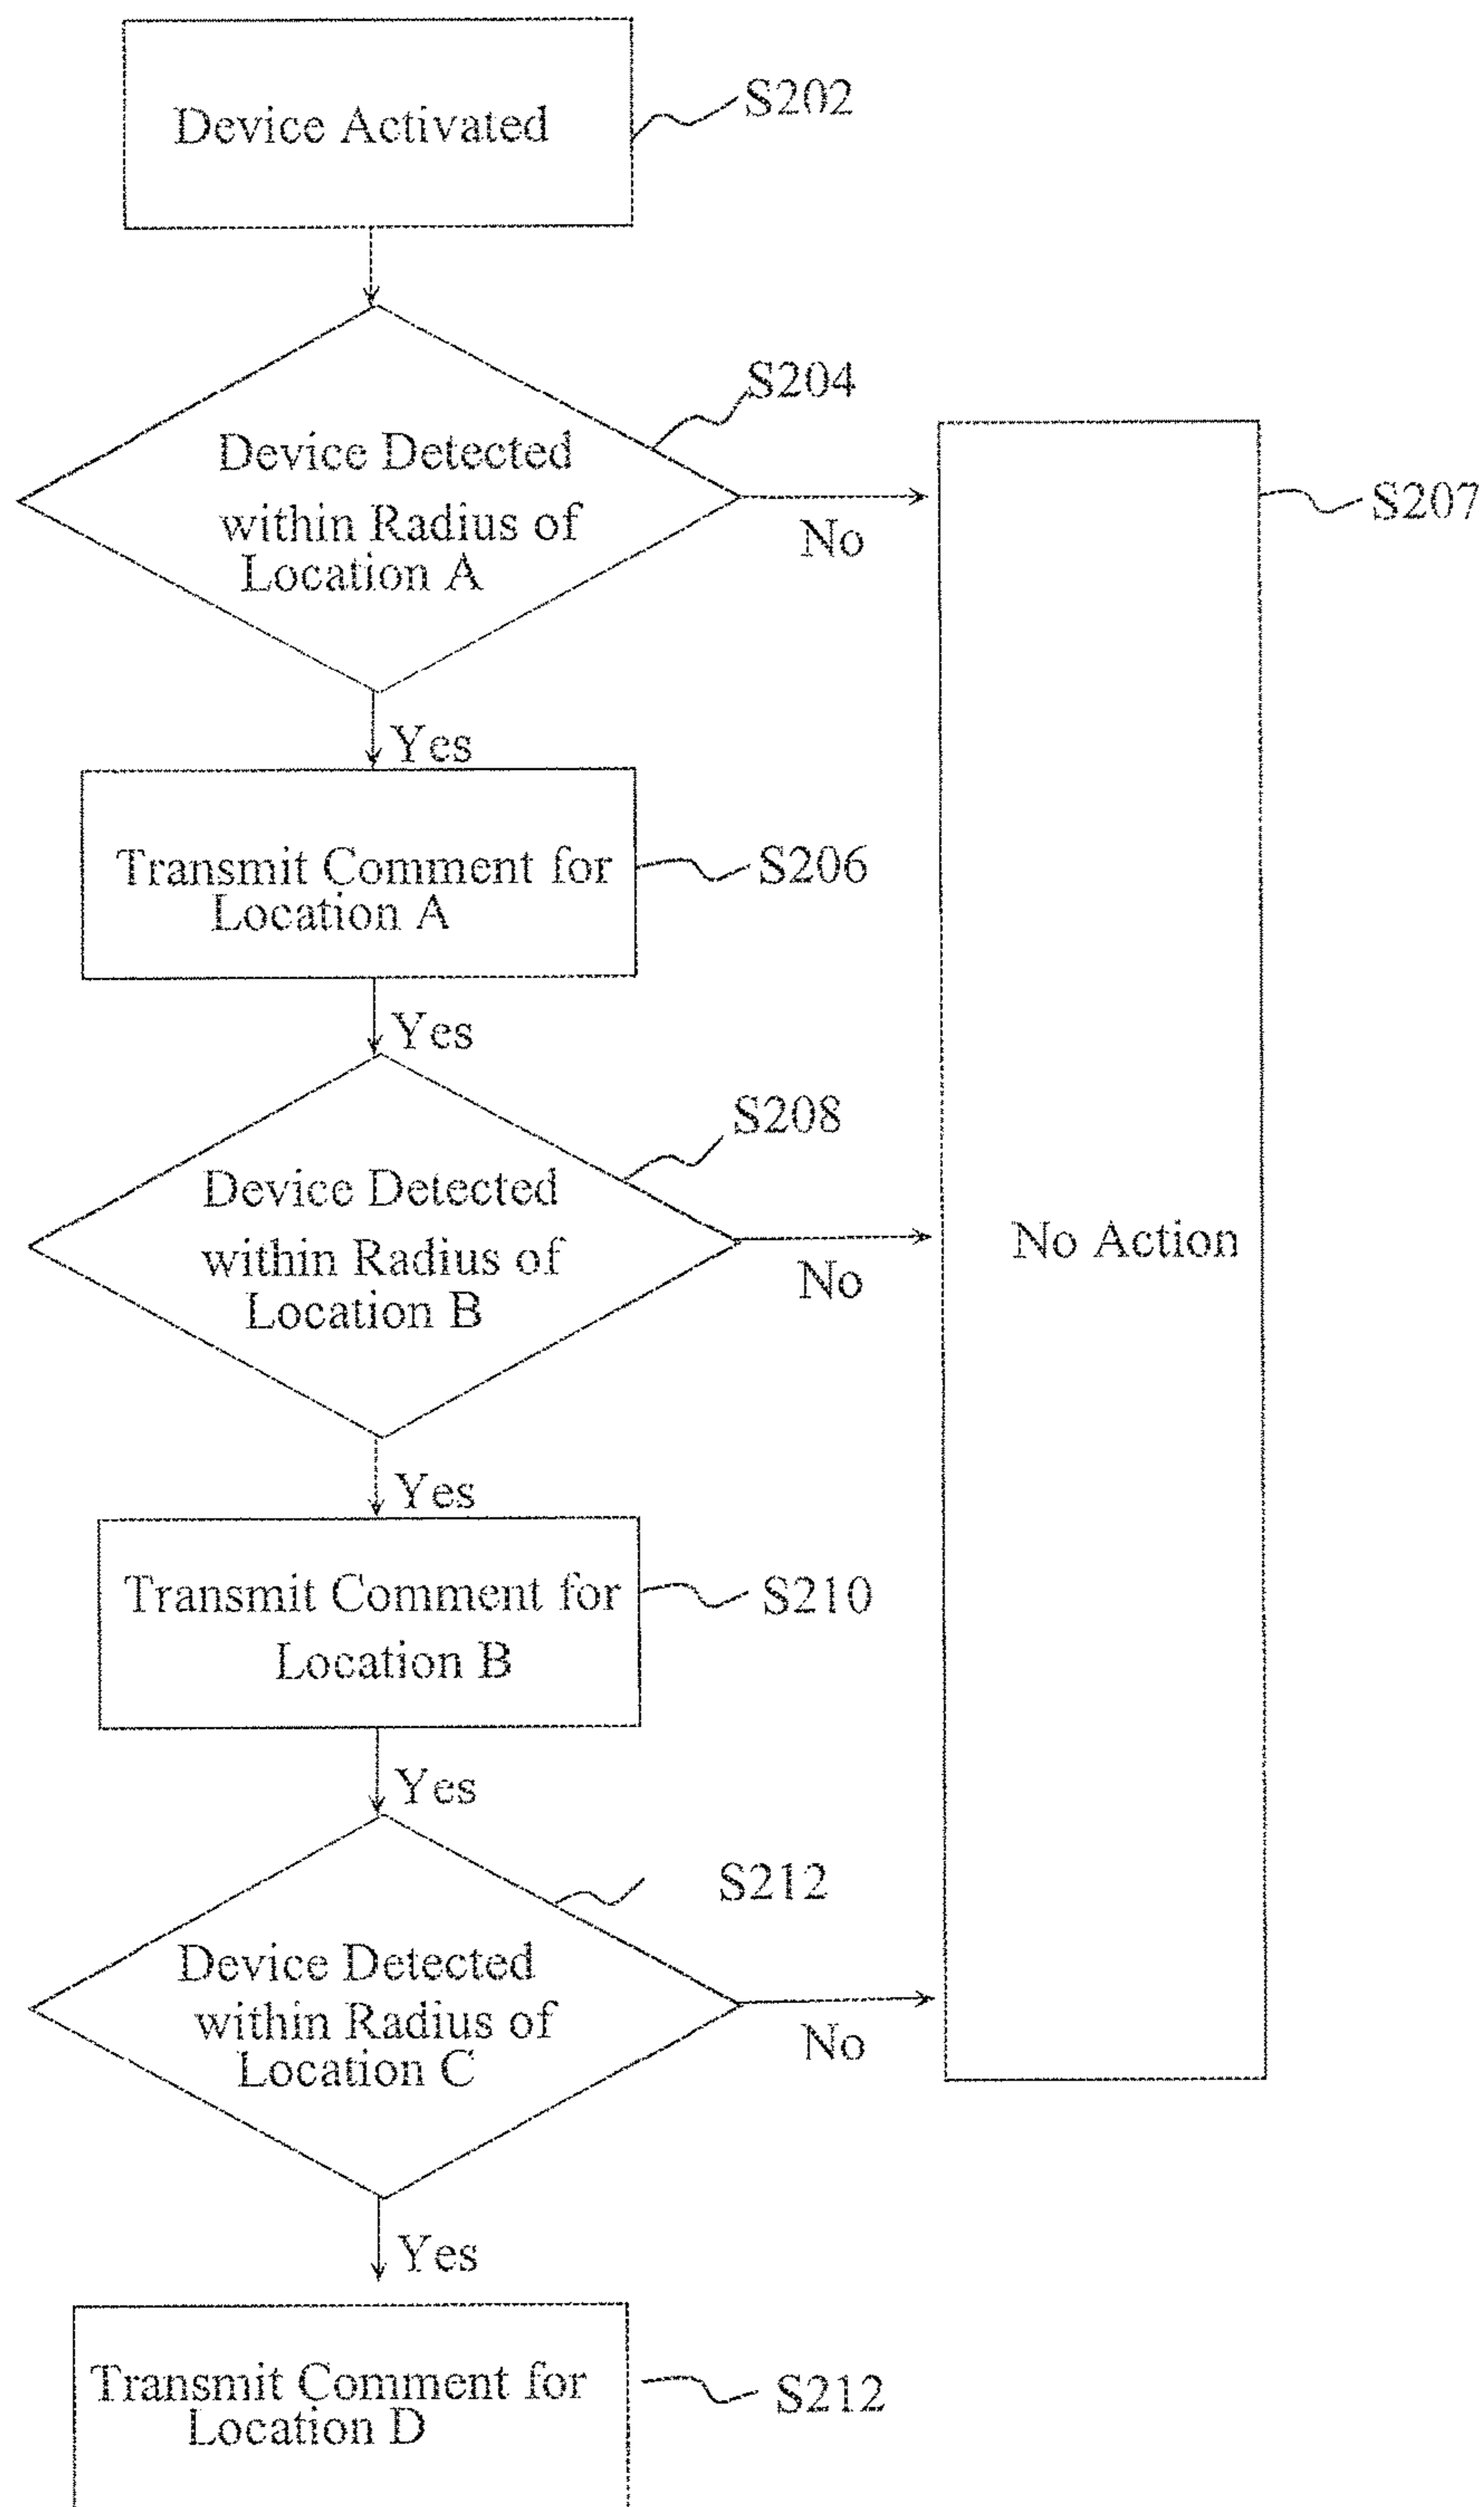 Device Activated
S202
S204
Device Detected
within Radius of
Location A
No
S207
Yes
Transmit Comment for
Location A
S206
Yes
S208
Device Detected
within Radius of
Location B
No
No Action
Yes
Transmit Comment for
Location B
S210
Yes
S212
Device Detected
within Radius of
Location C
No
Yes
Transmit Comment for
Location D
S212